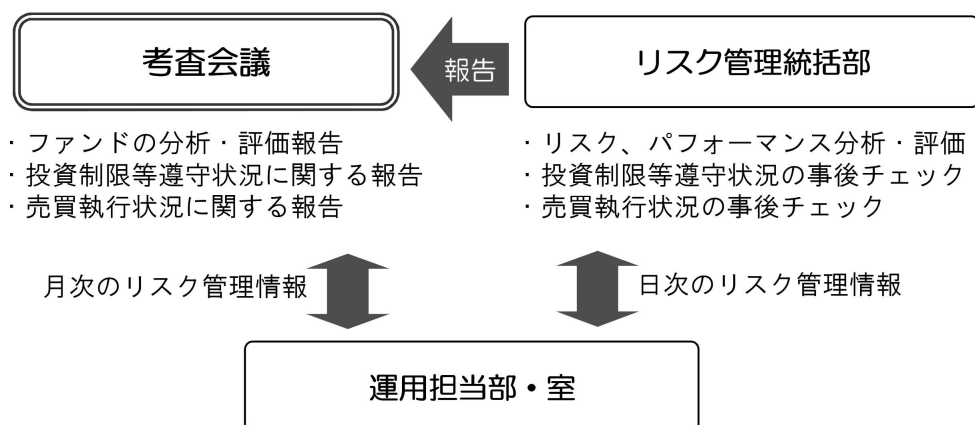 考査会議
報告
リスク管理統括部
・ファンドの分析・評価報告
・投資制限等遵守状況に関する報告
・売買執行状況に関する報告
・リスク、パフォーマンス分析・評価
・投資制限等遵守状況の事後チェック
・売買執行状況の事後チェック
月次のリスク管理情報
日次のリスク管理情報
運用担当部・室